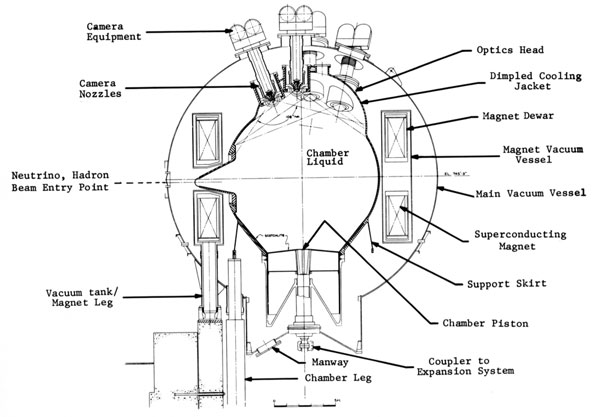 Camera
Equipment
Optics Head
Dimpled Cooling
Jacket
Camera
Nozzles
Magnet Dewar
Chamber
Liquid
Magnet Vacuum
Vessel
Neutrino, Hadron
Beam Entry Point
Main Vacuum Vessel
Superconducting
Magnet
SCOTCHLITE
Support Skirt
Vacuum tank/
Magnet Leg
Chamber Piston
Manway
Coupler to
Expansion System
Chamber Leg